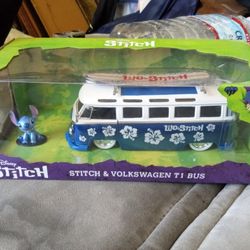 STITCH
LILO & STITCH
LILO & STITCH
Disney
STITCH
STITCH & VOLKSWAGEN T1 BUS